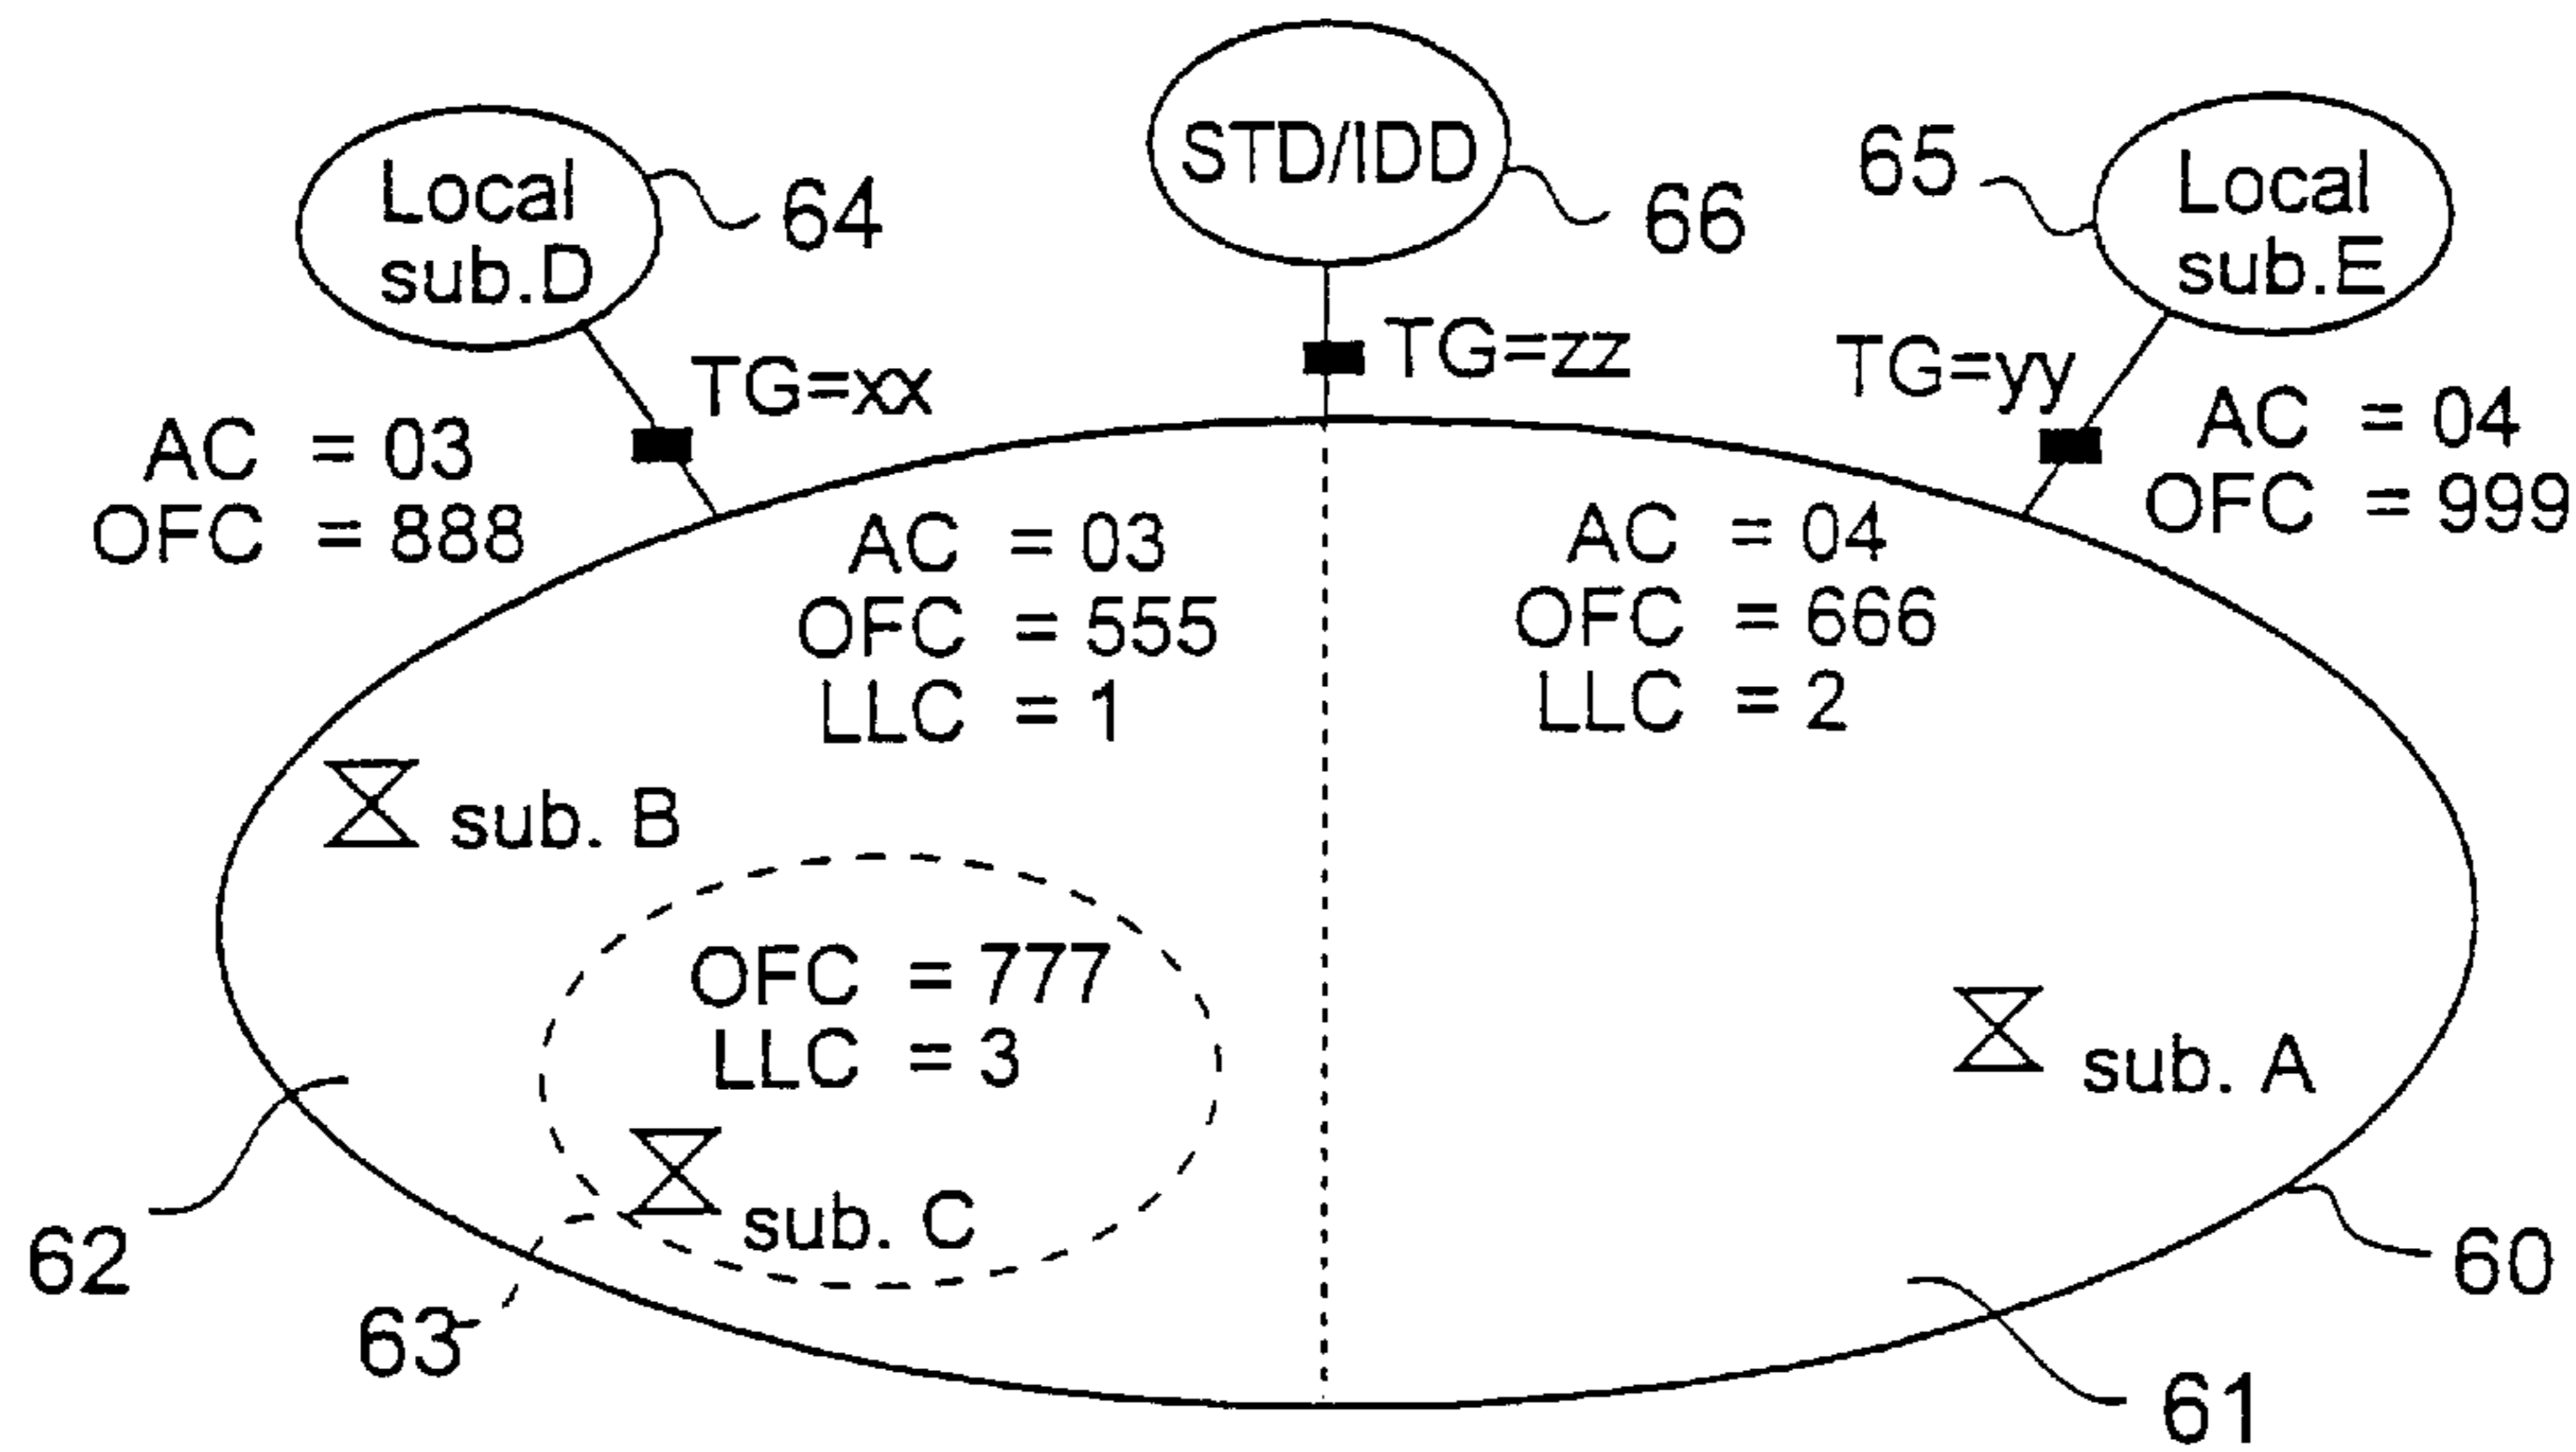 Local
sub.D
64
STD/IDD
66
65
Local
sub.E
TG=xx
TG=zz
TG=yy
AC = 03
OFC = 888
AC = 04
OFC = 999
AC = 03
OFC = 555
LLC = 1
AC = 04
OFC = 666
LLC = 2
sub. B
OFC = 777
LLC = 3
sub. C
sub. A
62
63
60
61